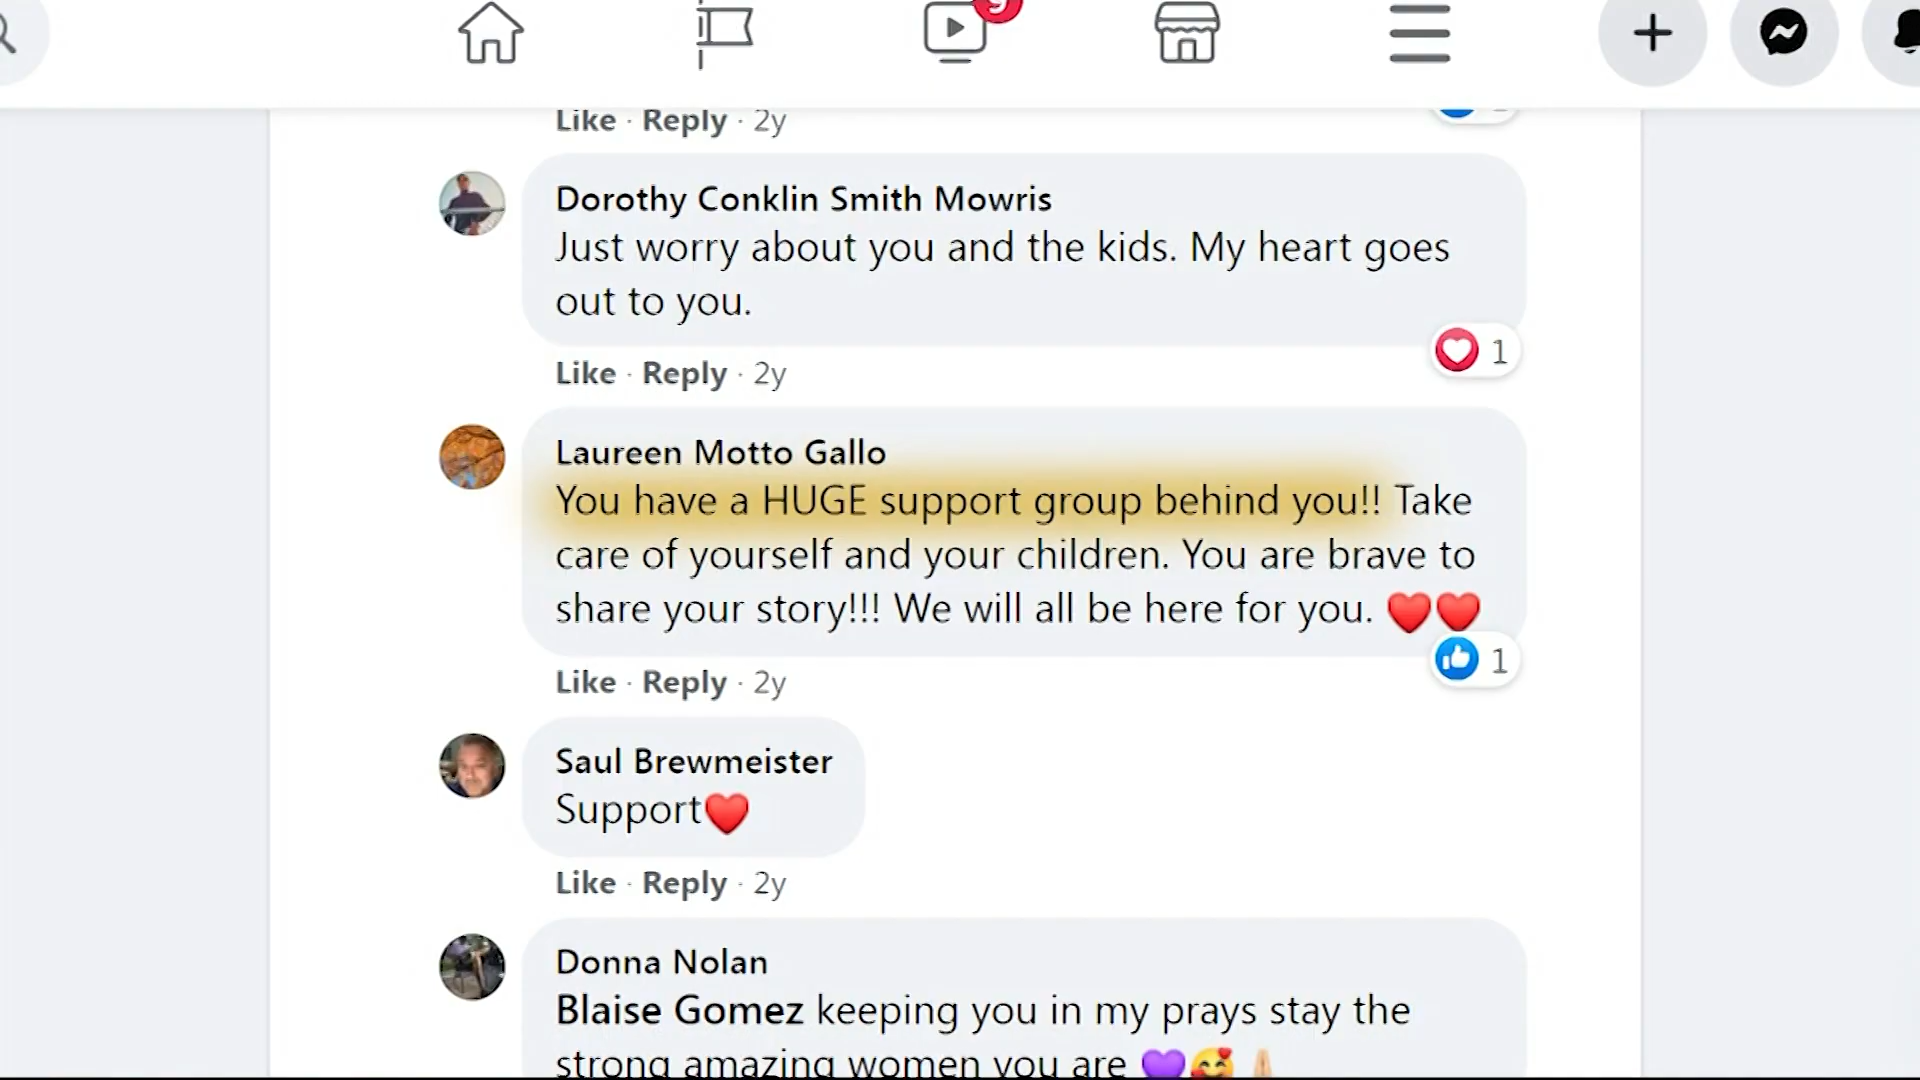 9
Like · Reply · 2y
Dorothy Conklin Smith Mowris
Just worry about you and the kids. My heart goes
out to you.
1
Like · Reply · 2y
Laureen Motto Gallo
You have a HUGE support group behind you!! Take
care of yourself and your children. You are brave to
share your story!!! We will all be here for you. ❤️❤️
1
Like · Reply · 2y
Saul Brewmeister
Support❤️
Like · Reply · 2y
Donna Nolan
Blaise Gomez keeping you in my prays stay the
strong amazing women you are 💜🥰🙏🏼